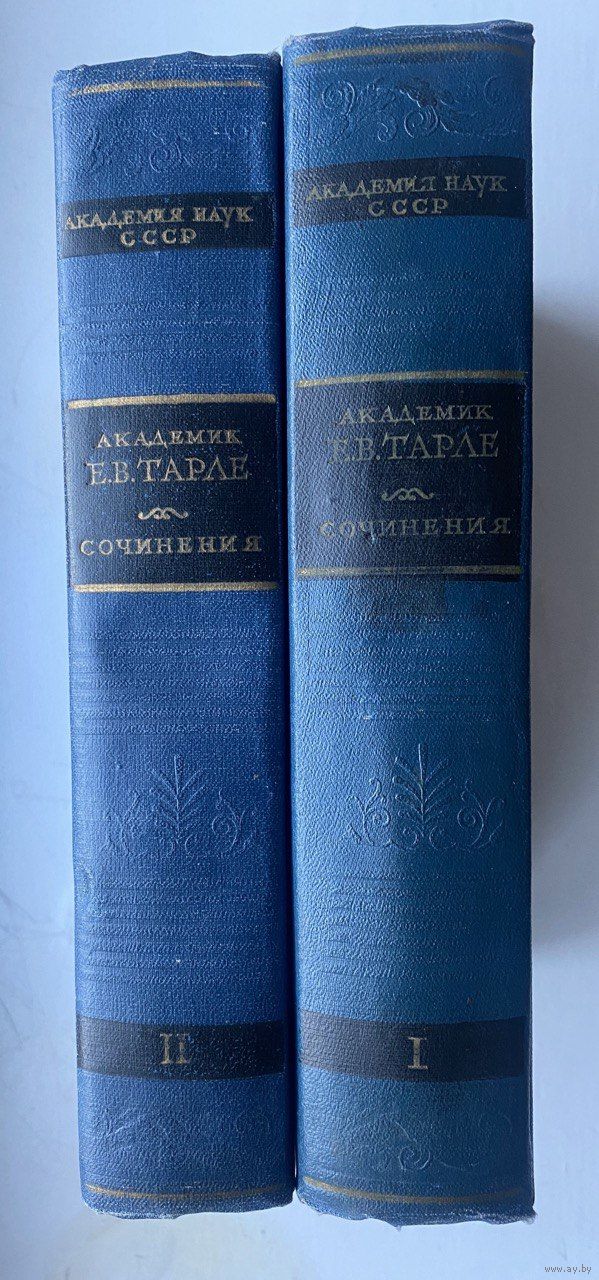 АКАДЕМИЯ НАУК
СССР
АКАДЕМИК
Е.В.ТАРЛЕ
СОЧИНЕНИЯ
II
АКАДЕМИЯ НАУК
СССР
АКАДЕМИК
Е.В.ТАРЛЕ
СОЧИНЕНИЯ
I
www.ay.by